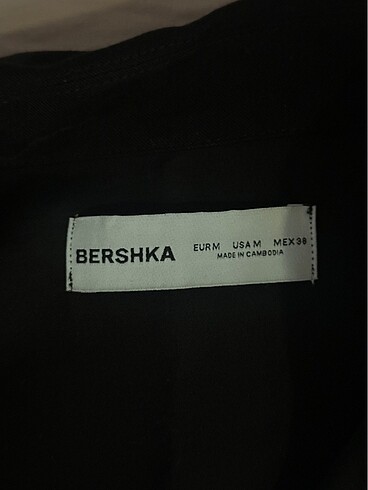 BERSHKA
EUR M USA M MEX 38
MADE IN CAMBODIA